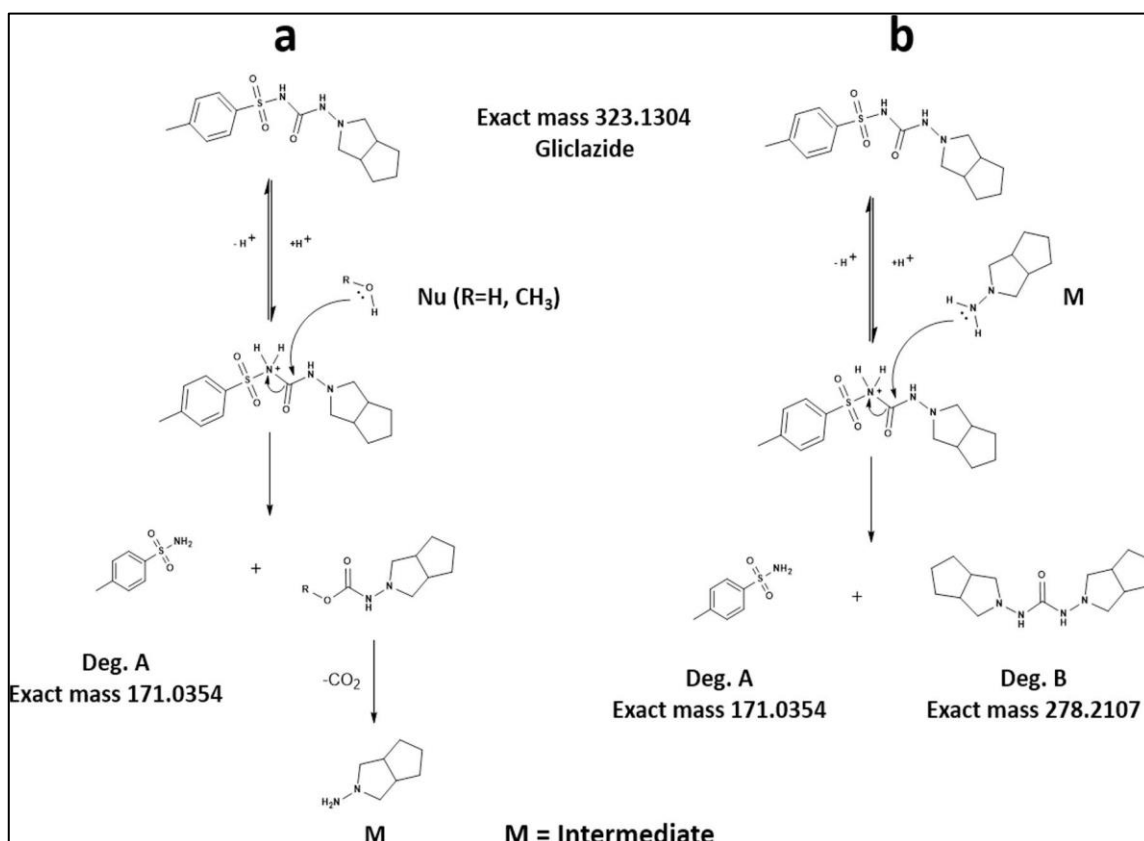 a
b
Exact mass 323.1304
Gliclazide
- H+
+H+
Nu (R=H, CH3)
- H+
+H+
M
+
-CO2
Deg. A
Exact mass 171.0354
+
Deg. A
Exact mass 171.0354
Deg. B
Exact mass 278.2107
M
M = Intermediate